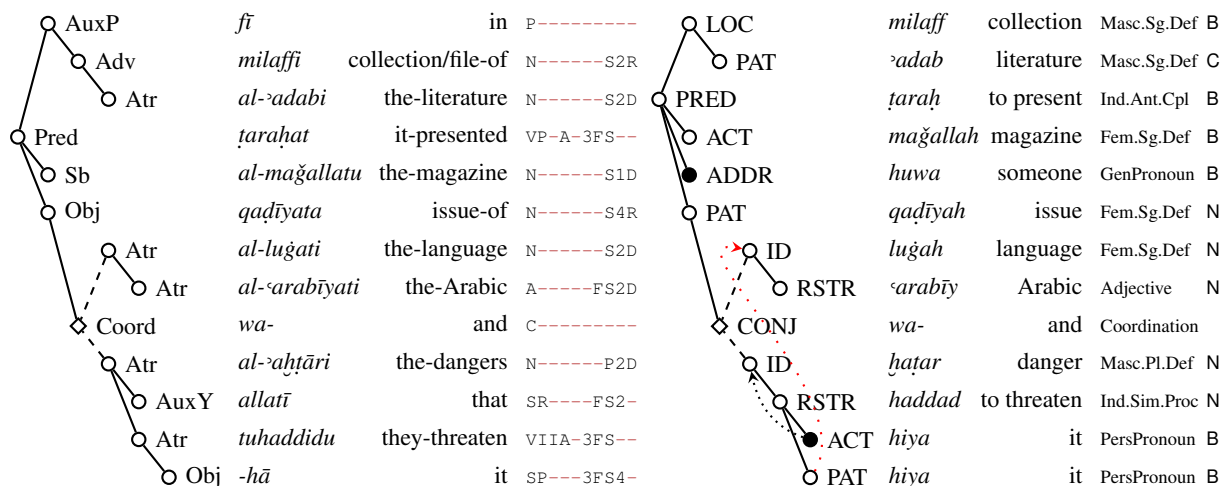 AuxP fī in P--------- LOC milaff collection Masc.Sg.Def B
Adv milaffi collection/file-of N------S2R PAT ʾadab literature Masc.Sg.Def C
Atr al-ʾadabi the-literature N------S2D PRED ṭaraḥ to present Ind.Ant.Cpl B
Pred ṭaraḥat it-presented VP-A-3FS-- ACT maǧallah magazine Fem.Sg.Def B
Sb al-maǧallatu the-magazine N------S1D ADDR huwa someone GenPronoun B
Obj qaḍīyata issue-of N------S4R PAT qaḍīyah issue Fem.Sg.Def N
Atr al-luġati the-language N------S2D ID luġah language Fem.Sg.Def N
Atr al-ʿarabīyati the-Arabic A-----FS2D RSTR ʿarabīy Arabic Adjective N
Coord wa- and C--------- CONJ wa- and Coordination
Atr al-ʾaḫṭāri the-dangers N------P2D ID ḫaṭar danger Masc.Pl.Def N
AuxY allatī that SR----FS2- RSTR haddad to threaten Ind.Sim.Proc N
Atr tuhaddidu they-threaten VIIA-3FS-- ACT hiya it PersPronoun B
Obj -hā it SP---3FS4- PAT hiya it PersPronoun B